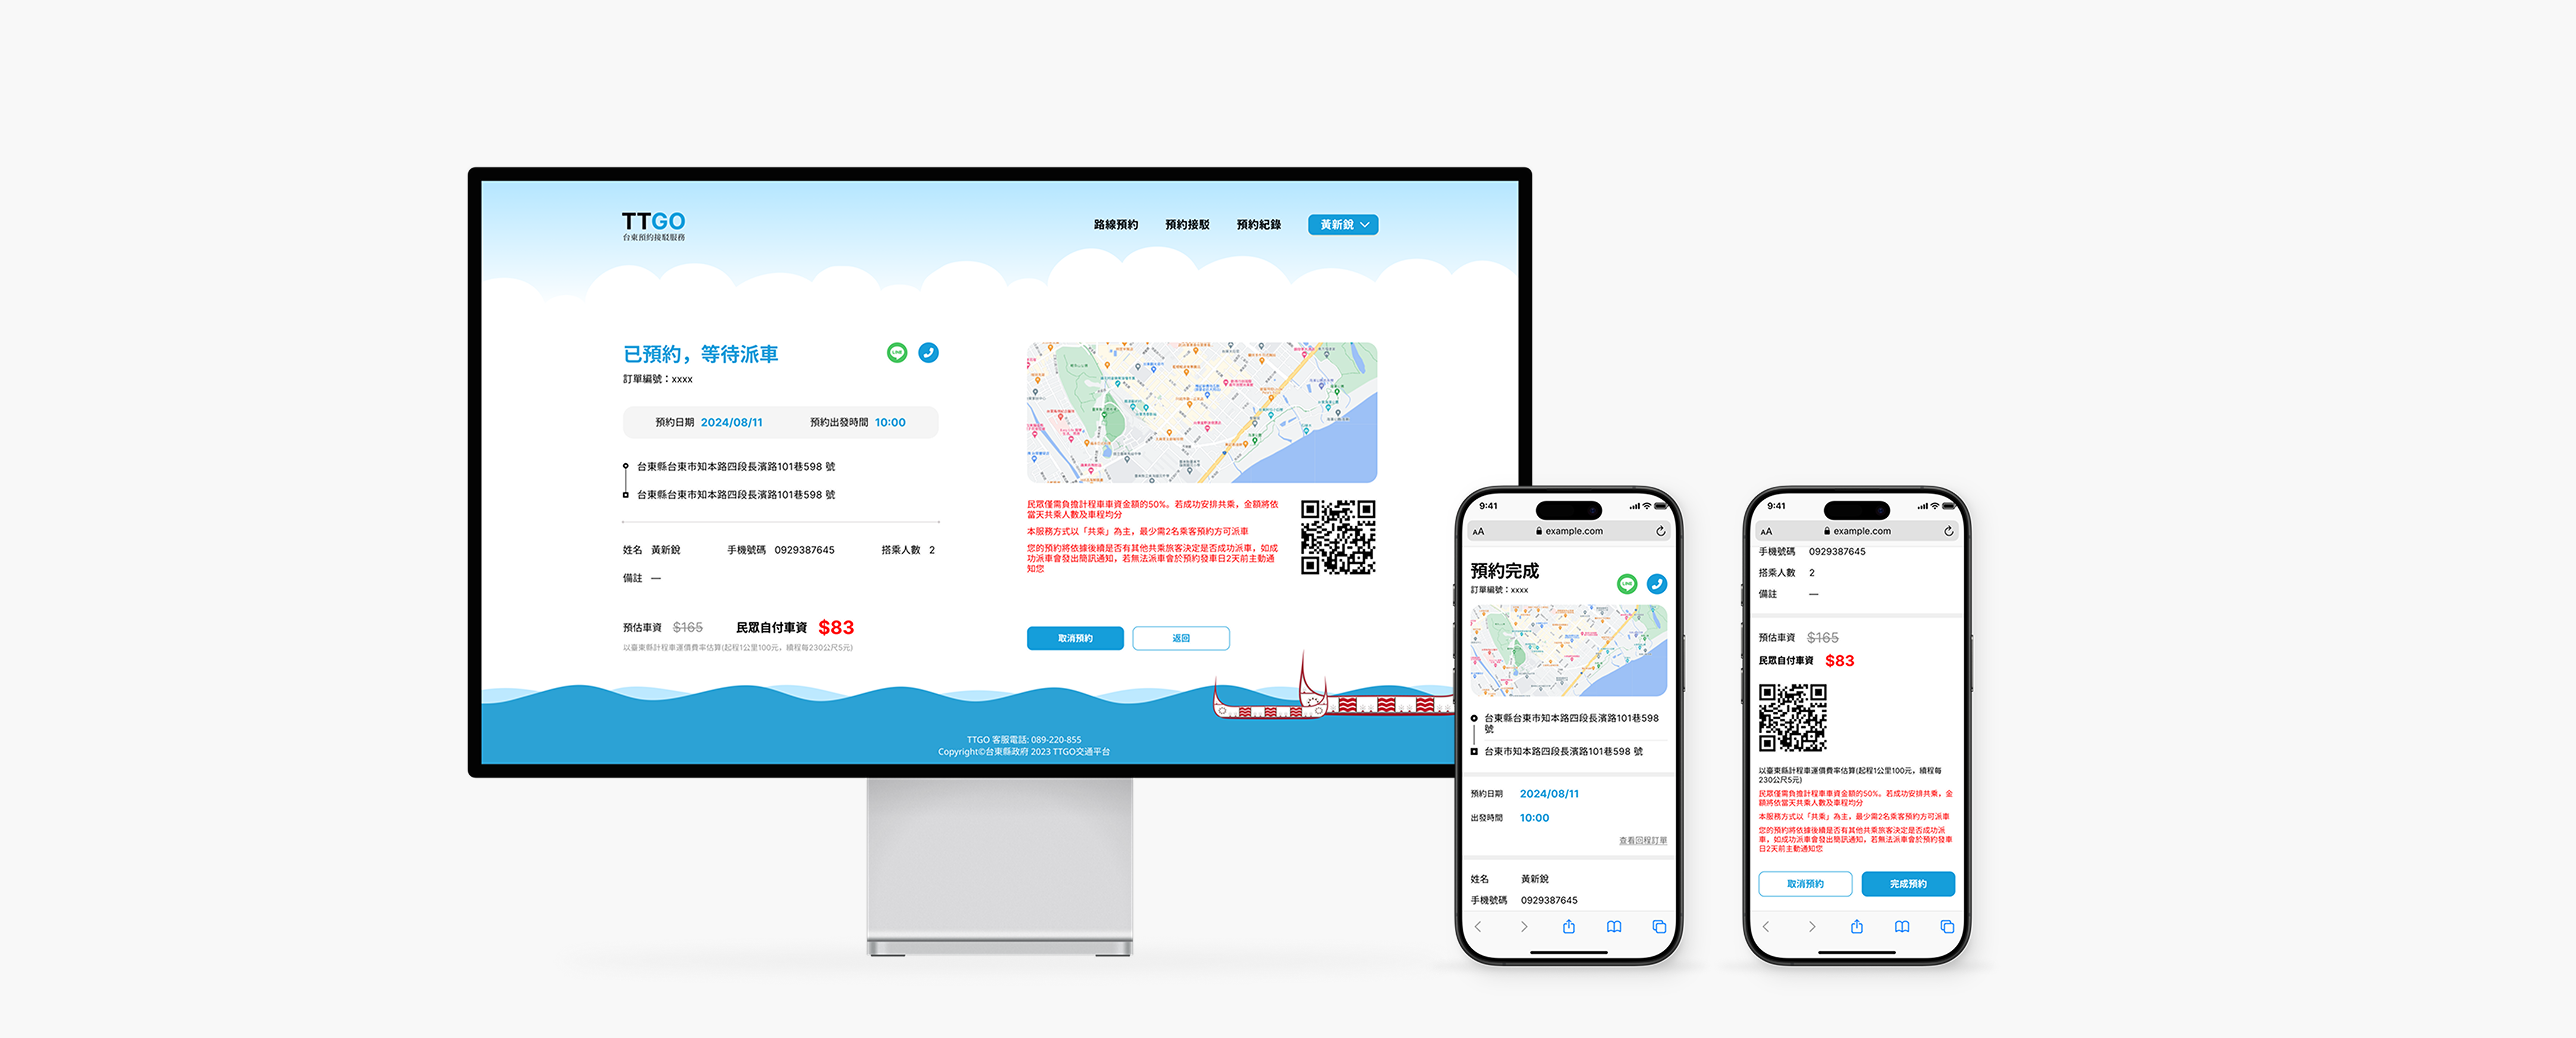 TTGO
台東預約接駁服務
路線預約 預約接駁 預約紀錄 黃新銳
已預約，等待派車
LINE
訂單編號：xxxx
預約日期 2024/08/11 預約出發時間 10:00
台東縣台東市知本路四段長濱路101巷598 號
台東縣台東市知本路四段長濱路101巷598 號
姓名 黃新銳 手機號碼 0929387645 搭乘人數 2
備註 —
預估車資 $165 民眾自付車資 $83
以臺東縣計程車運價費率估算(起程1公里100元，續程每230公尺5元)
民眾僅需負擔計程車車資金額的50%。若成功安排共乘，金額將依
當天共乘人數及車程均分
本服務方式以「共乘」為主，最少需2名乘客預約方可派車
您的預約將依據後續是否有其他共乘旅客決定是否成功派車，如成
功派車會發出簡訊通知，若無法派車會於預約發車日2天前主動通
知您
取消預約 返回
TTGO 客服電話: 089-220-855
Copyright©台東縣政府 2023 TTGO交通平台
9:41
AA example.com
預約完成
訂單編號：xxxx
LINE
台東縣台東市知本路四段長濱路101巷598
號
台東市知本路四段長濱路101巷598 號
預約日期 2024/08/11
出發時間 10:00
查看回程訂單
姓名 黃新銳
手機號碼 0929387645
9:41
AA example.com
手機號碼 0929387645
搭乘人數 2
備註 —
預估車資 $165
民眾自付車資 $83
以臺東縣計程車運價費率估算(起程1公里100元，續程每
230公尺5元)
民眾僅需負擔計程車車資金額的50%。若成功安排共乘，金
額將依當天共乘人數及車程均分
本服務方式以「共乘」為主，最少需2名乘客預約方可派車
您的預約將依據後續是否有其他共乘旅客決定是否成功派
車，如成功派車會發出簡訊通知，若無法派車會於預約發車
日2天前主動通知您
取消預約 完成預約